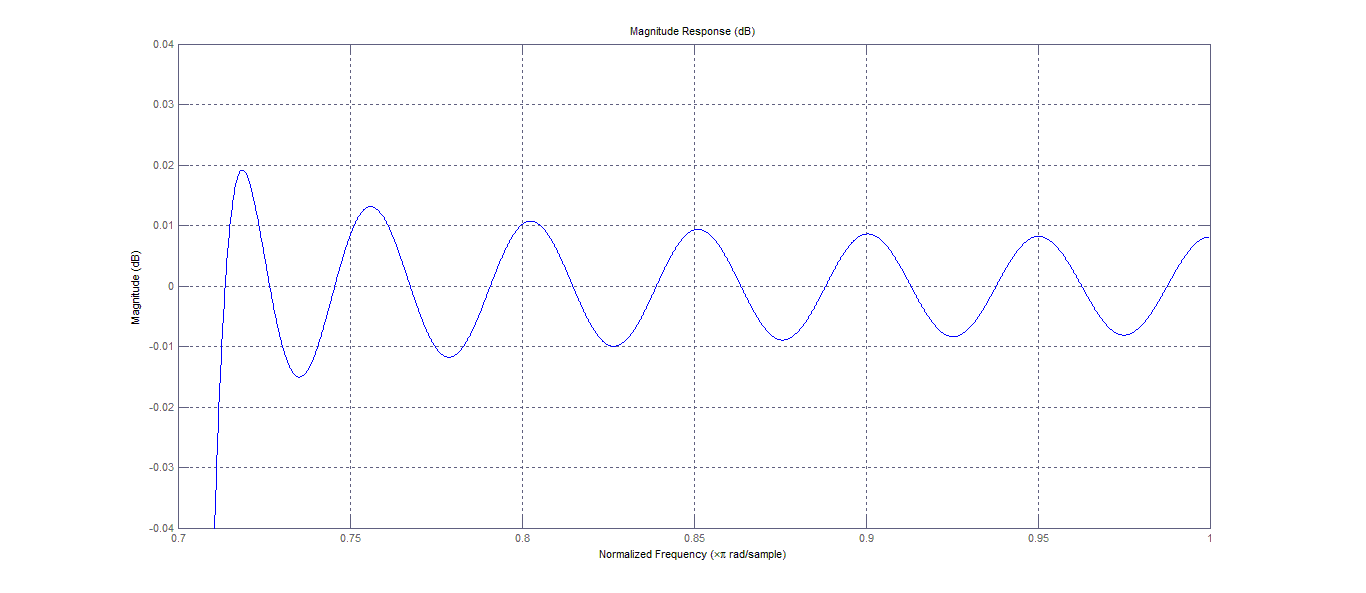 Magnitude Response (dB)
0.04
0.03
0.02
0.01
0
-0.01
-0.02
-0.03
-0.04
Magnitude (dB)
0.7 0.75 0.8 0.85 0.9 0.95 1
Normalized Frequency (×π rad/sample)